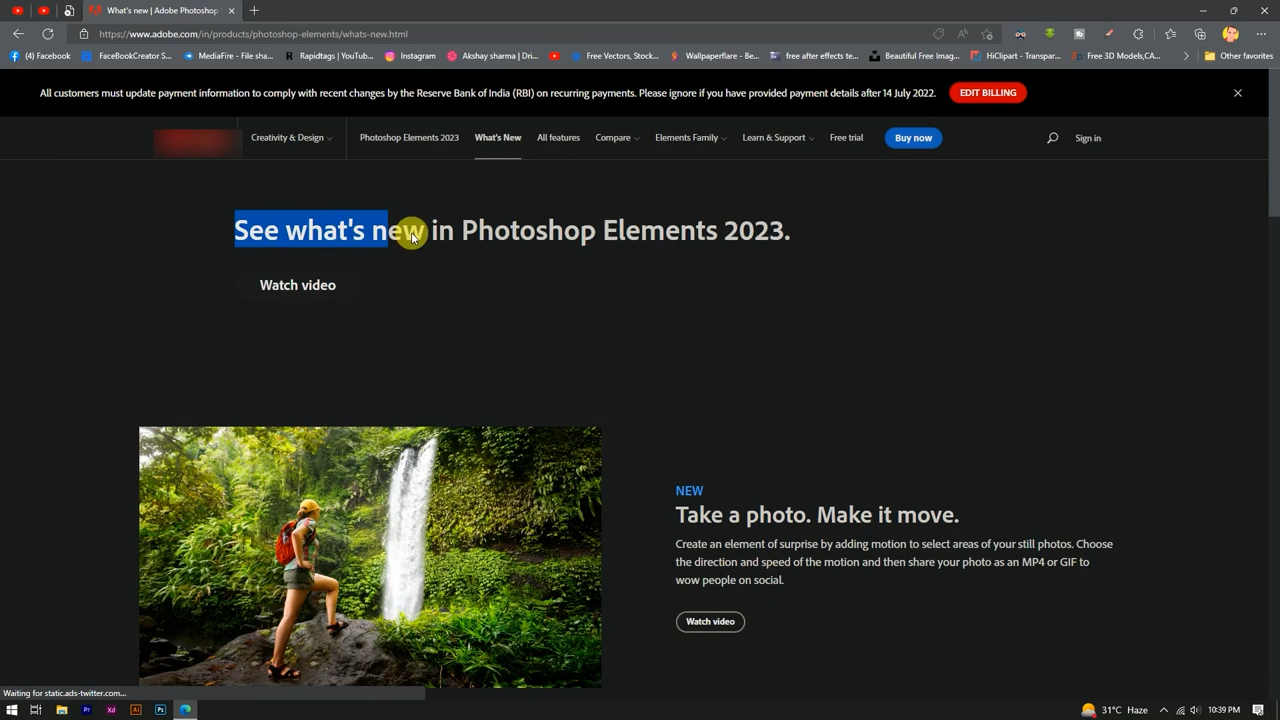 What's new | Adobe Photoshop
https://www.adobe.com/in/products/photoshop-elements/whats-new.html
(4) Facebook
FaceBookCreator S...
MediaFire - File sha...
Rapidtags | YouTub...
Instagram
Akshay sharma | Dri...
Free Vectors, Stock...
Wallpaperflare - Be...
free after effects te...
Beautiful Free Imag...
HiClipart - Transpar...
Free 3D Models,CA...
Other favorites
All customers must update payment information to comply with recent changes by the Reserve Bank of India (RBI) on recurring payments. Please ignore if you have provided payment details after 14 July 2022.
EDIT BILLING
Creativity & Design
Photoshop Elements 2023
What's New
All features
Compare
Elements Family
Learn & Support
Free trial
Buy now
Sign in
See what's new in Photoshop Elements 2023.
Watch video
NEW
Take a photo. Make it move.
Create an element of surprise by adding motion to select areas of your still photos. Choose
the direction and speed of the motion and then share your photo as an MP4 or GIF to
wow people on social.
Watch video
Waiting for static.ads-twitter.com...
Pr
Xd
Ai
Ps
31°C Haze
10:39 PM